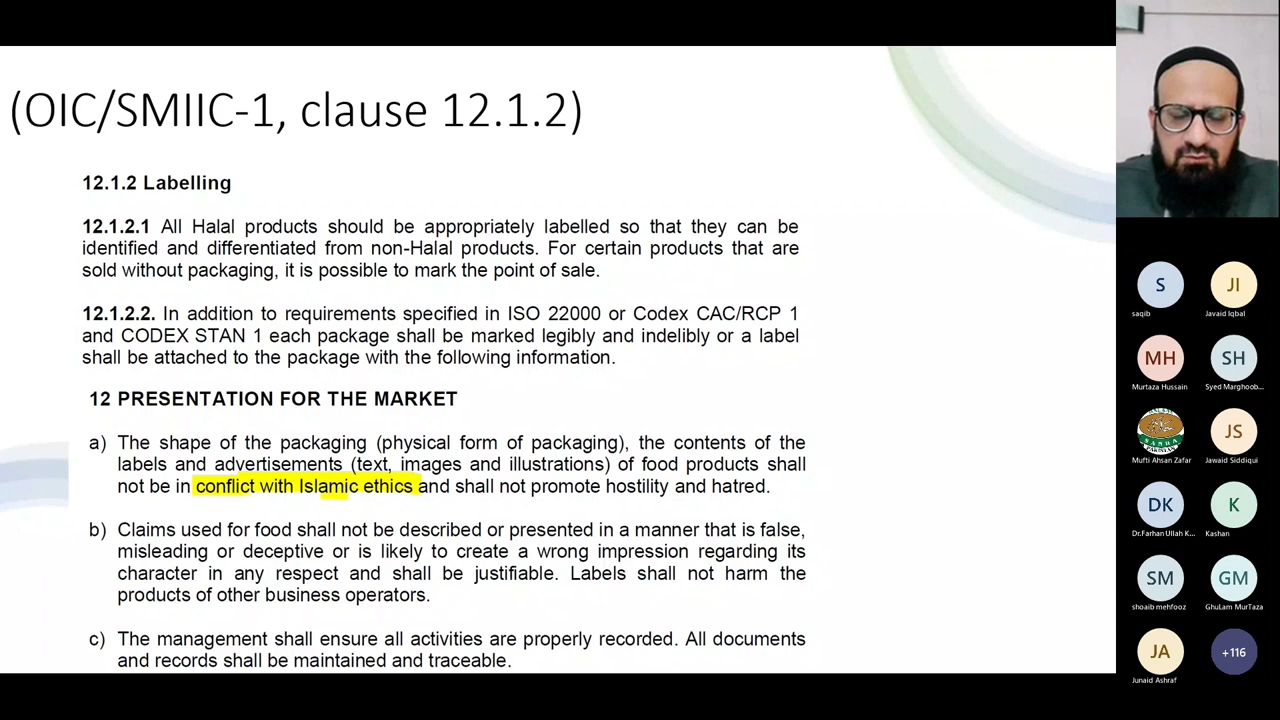 (OIC/SMIIC-1, clause 12.1.2)
12.1.2 Labelling
12.1.2.1 All Halal products should be appropriately labelled so that they can be
identified and differentiated from non-Halal products. For certain products that are
sold without packaging, it is possible to mark the point of sale.
12.1.2.2. In addition to requirements specified in ISO 22000 or Codex CAC/RCP 1
and CODEX STAN 1 each package shall be marked legibly and indelibly or a label
shall be attached to the package with the following information.
12 PRESENTATION FOR THE MARKET
a) The shape of the packaging (physical form of packaging), the contents of the
labels and advertisements (text, images and illustrations) of food products shall
not be in conflict with Islamic ethics and shall not promote hostility and hatred.
b) Claims used for food shall not be described or presented in a manner that is false,
misleading or deceptive or is likely to create a wrong impression regarding its
character in any respect and shall be justifiable. Labels shall not harm the
products of other business operators.
c) The management shall ensure all activities are properly recorded. All documents
and records shall be maintained and traceable.
S JI
saqib Javaid Iqbal
MH SH
Murtaza Hussain Syed Marghoob...
JS
Mufti Ahsan Zafar Jawaid Siddiqui
DK K
Dr.Farhan Ullah K... Kashan
SM GM
shoaib mehfooz GhuLam MurTaza
JA +116
Junaid Ashraf